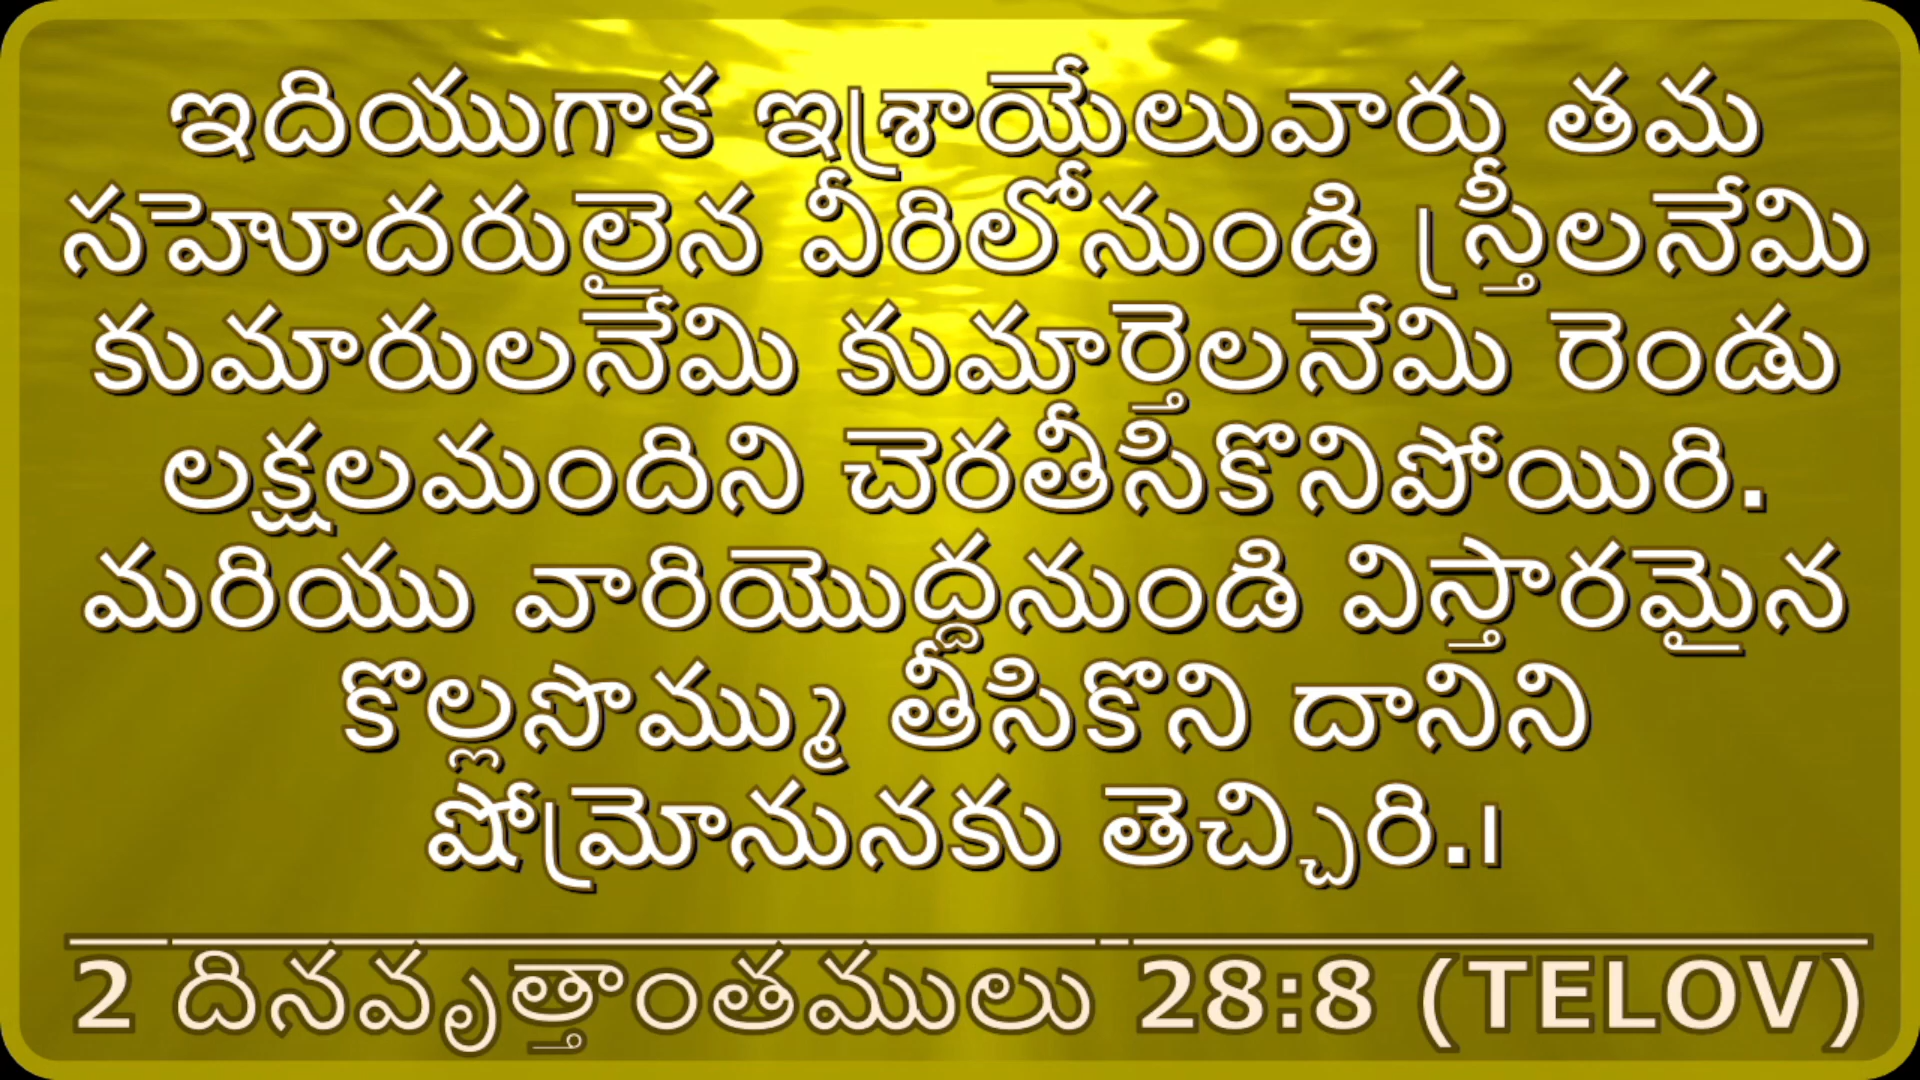 ఇదియుగాక ఇశ్రాయేలువార్తు తమ
సహెూదరులైన వీరిలోనుండి స్త్రీలనేమి
కుమారులనేమి కుమార్తెలనేమి రెండు
లక్షలమందిని చెరతీసికొనిపోయిరి.
మరియు వారియొద్దనుండి విస్తారమైన
కొల్లసొమ్ము తీసికొని దానిని
షోమ్రోనునకు తెచ్చిరి.।
2 దినవృత్తాంతములు 28:8 (TELOV)